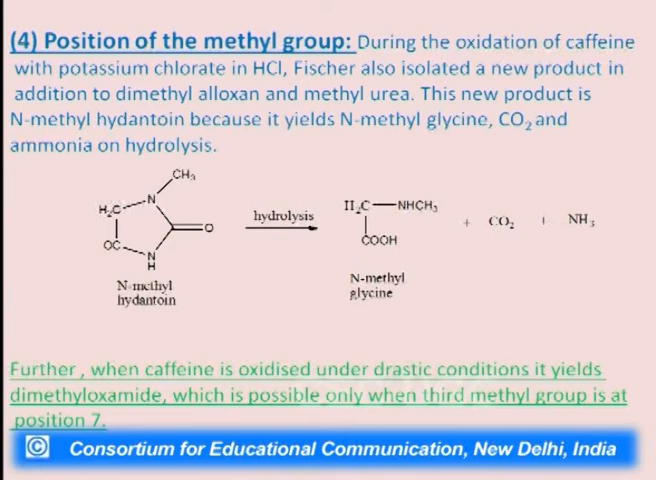 (4) Position of the methyl group: During the oxidation of caffeine
with potassium chlorate in HCl, Fischer also isolated a new product in
addition to dimethyl alloxan and methyl urea. This new product is
N-methyl hydantoin because it yields N-methyl glycine, CO₂ and
ammonia on hydrolysis.
CH₃
H₂C N
O
OC N
H
N-methyl
hydantoin
hydrolysis
H₂C NHCH₃
COOH
N-methyl
glycine
+ CO₂ + NH₃
Further , when caffeine is oxidised under drastic conditions it yields
dimethyloxamide, which is possible only when third methyl group is at
position 7.
© Consortium for Educational Communication, New Delhi, India